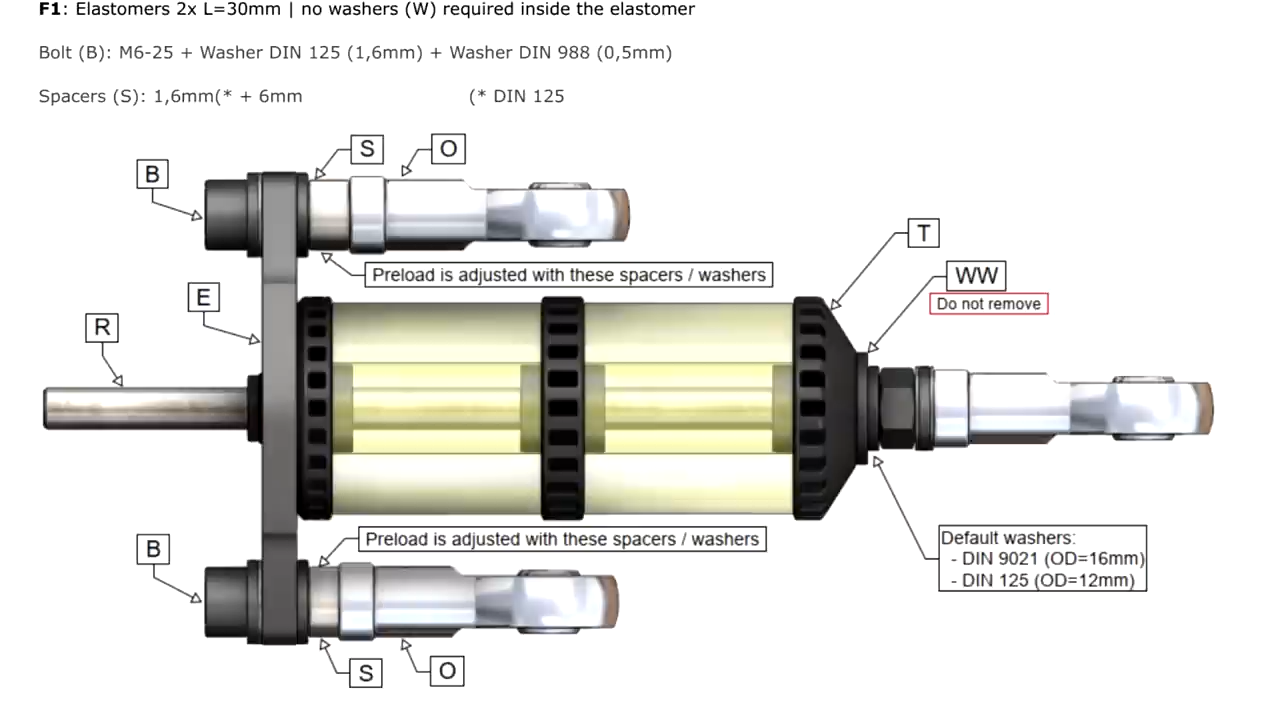 F1: Elastomers 2x L=30mm | no washers (W) required inside the elastomer
Bolt (B): M6-25 + Washer DIN 125 (1,6mm) + Washer DIN 988 (0,5mm)
Spacers (S): 1,6mm(* + 6mm (* DIN 125
S
O
B
T
Preload is adjusted with these spacers / washers
WW
E
Do not remove
R
Preload is adjusted with these spacers / washers
B
Default washers:
- DIN 9021 (OD=16mm)
- DIN 125 (OD=12mm)
S
O